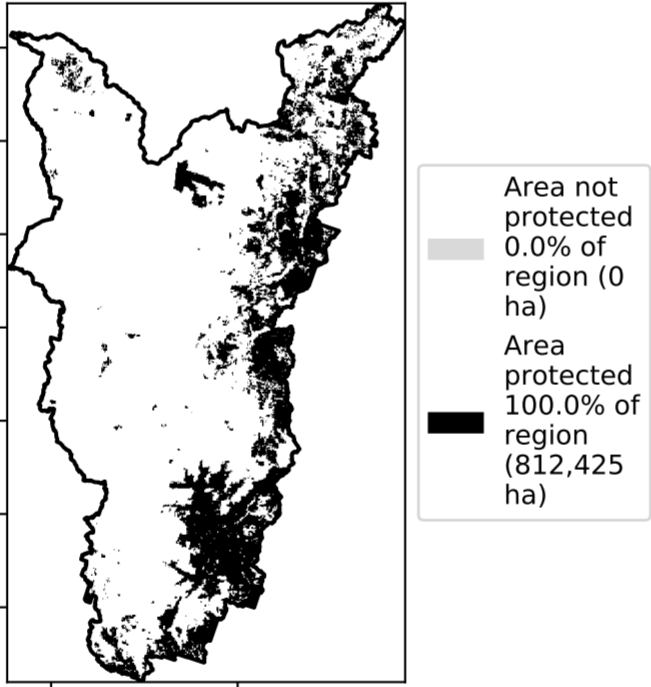 Area not
protected
0.0% of
region (0
ha)
Area
protected
100.0% of
region
(812,425
ha)